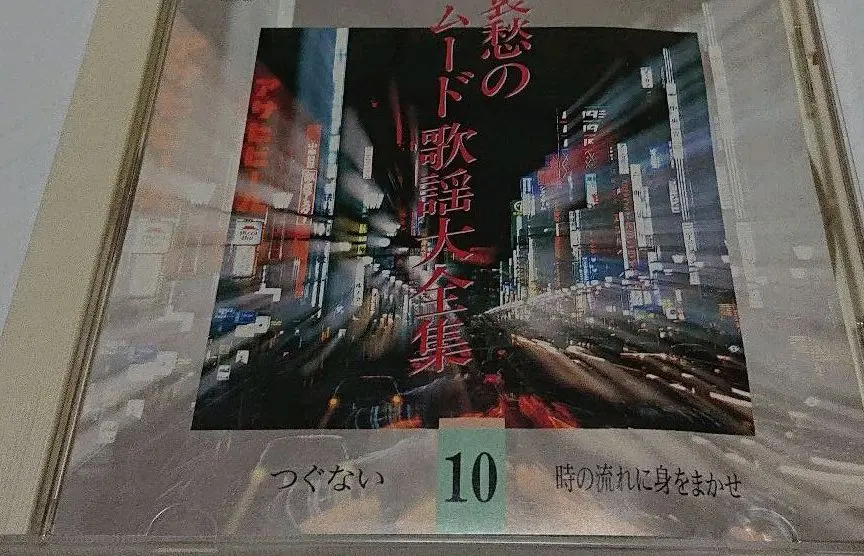 哀愁の
ムード歌謡大全集
つぐない
10
時の流れに身をまかせ